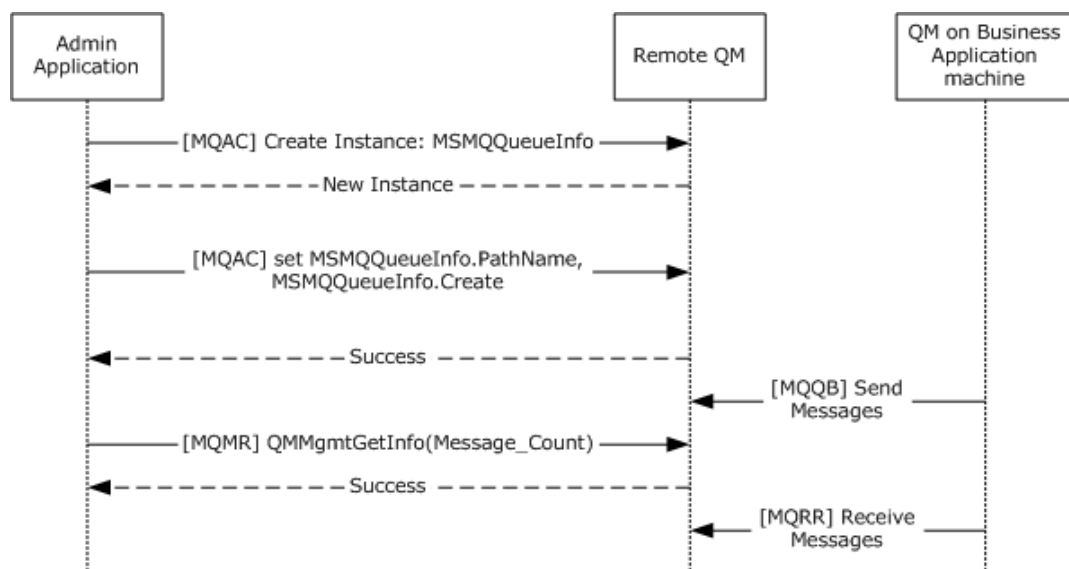 Admin
Application
Remote QM
QM on Business
Application
machine
[MQAC] Create Instance: MSMQQueueInfo
New Instance
[MQAC] set MSMQQueueInfo.PathName,
MSMQQueueInfo.Create
Success
[MQQB] Send
Messages
[MQMR] QMMgmtGetInfo(Message_Count)
Success
[MQRR] Receive
Messages